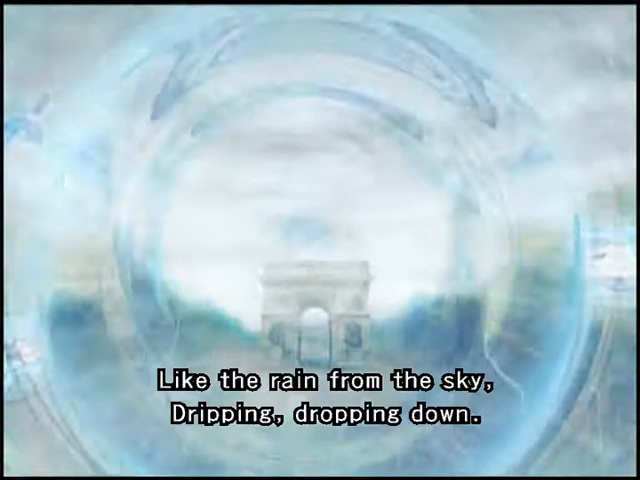 Like the rain from the sky,
Dripping, dropping down.